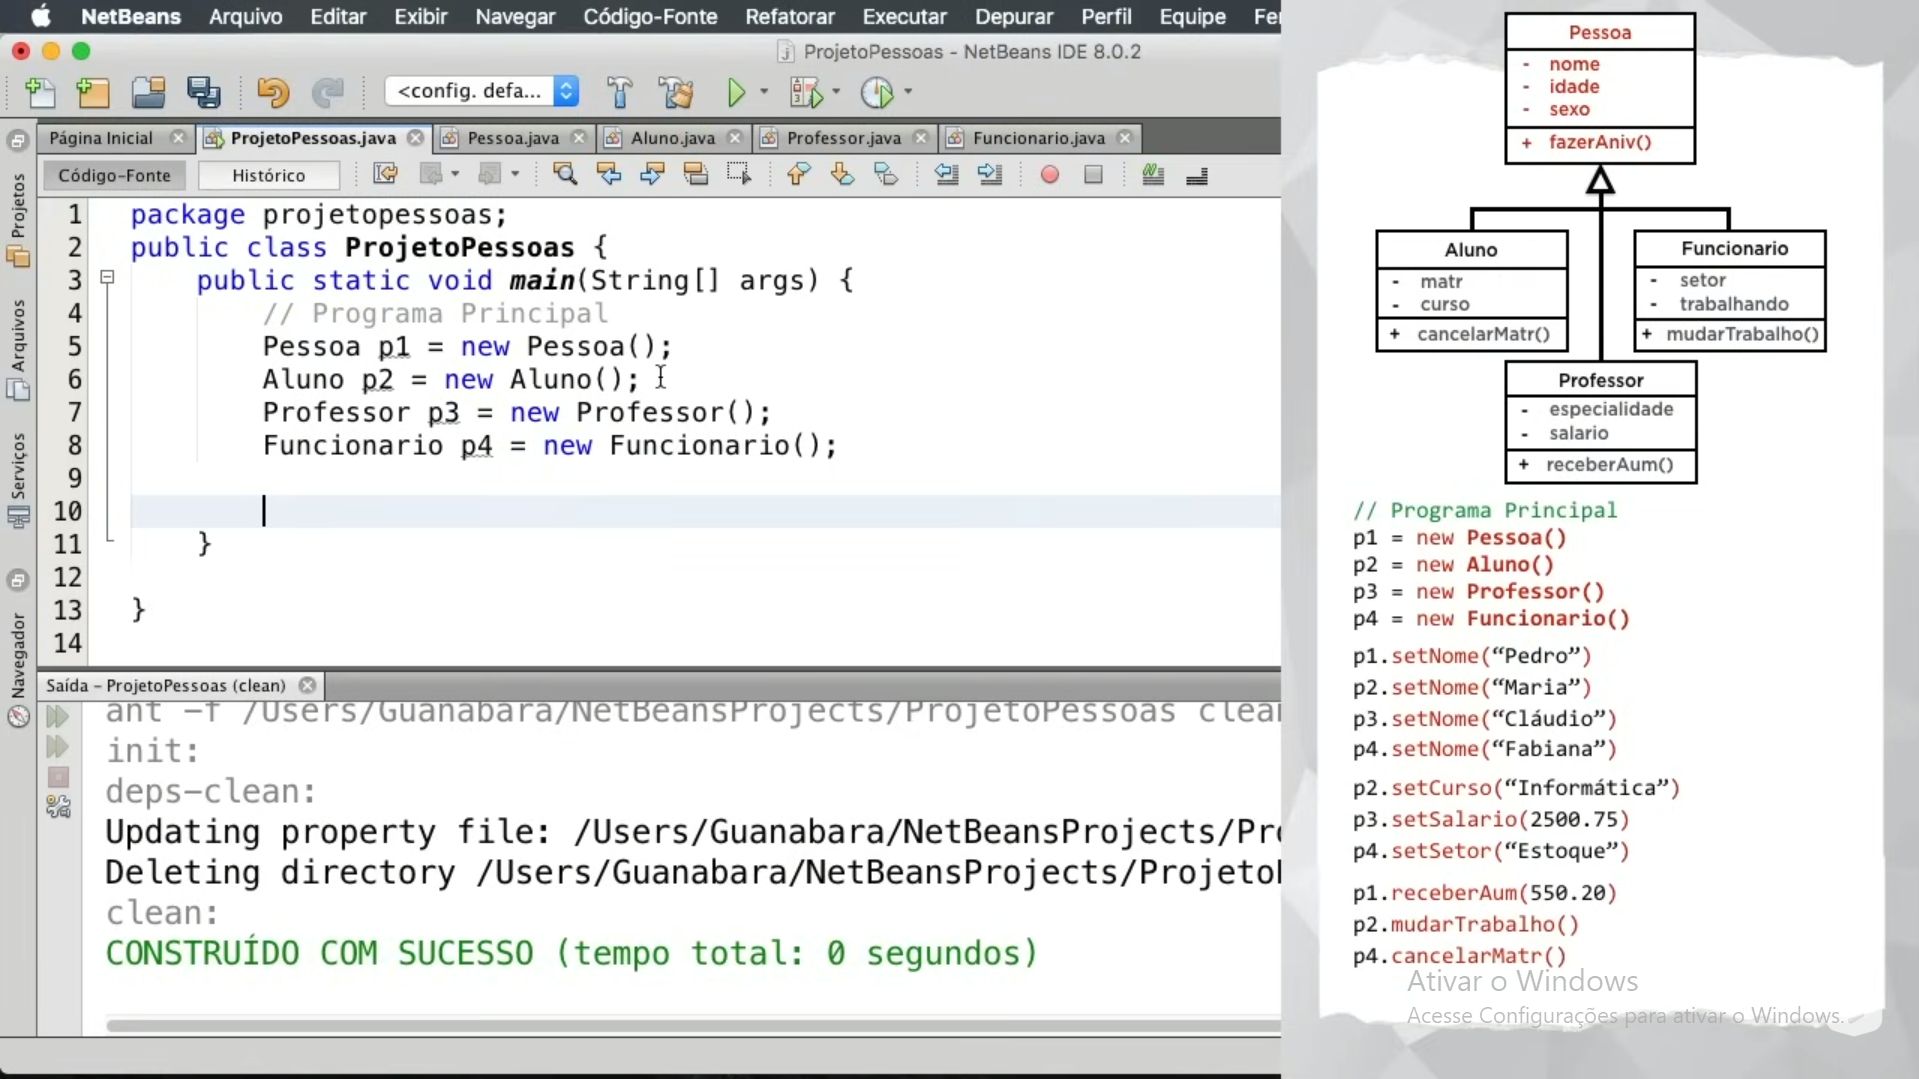 NetBeans Arquivo Editar Exibir Navegar Código-Fonte Refatorar Executar Depurar Perfil Equipe
ProjetoPessoas - NetBeans IDE 8.0.2
<config. defa...
Página Inicial ProjetoPessoas.java Pessoa.java Aluno.java Professor.java Funcionario.java
Código-Fonte Histórico
Projetos
Arquivos
Serviços
Navegador
1 package projetopessoas;
2 public class ProjetoPessoas {
3 public static void main(String[] args) {
4 // Programa Principal
5 Pessoa p1 = new Pessoa();
6 Aluno p2 = new Aluno();
7 Professor p3 = new Professor();
8 Funcionario p4 = new Funcionario();
9
10
11 }
12
13 }
14
Saída – ProjetoPessoas (clean)
ant -f /Users/Guanabara/NetBeansProjects/ProjetoPessoas clean
init:
deps-clean:
Updating property file: /Users/Guanabara/NetBeansProjects/Pro
Deleting directory /Users/Guanabara/NetBeansProjects/Projeto
clean:
CONSTRUÍDO COM SUCESSO (tempo total: 0 segundos)
Pessoa
- nome
- idade
- sexo
+ fazerAniv()
Aluno
- matr
- curso
+ cancelarMatr()
Funcionario
- setor
- trabalhando
+ mudarTrabalho()
Professor
- especialidade
- salario
+ receberAum()
// Programa Principal
p1 = new Pessoa()
p2 = new Aluno()
p3 = new Professor()
p4 = new Funcionario()
p1.setNome(“Pedro”)
p2.setNome(“Maria”)
p3.setNome(“Cláudio”)
p4.setNome(“Fabiana”)
p2.setCurso(“Informática”)
p3.setSalario(2500.75)
p4.setSetor(“Estoque”)
p1.receberAum(550.20)
p2.mudarTrabalho()
p4.cancelarMatr()
Ativar o Windows
Acesse Configurações para ativar o Windows.